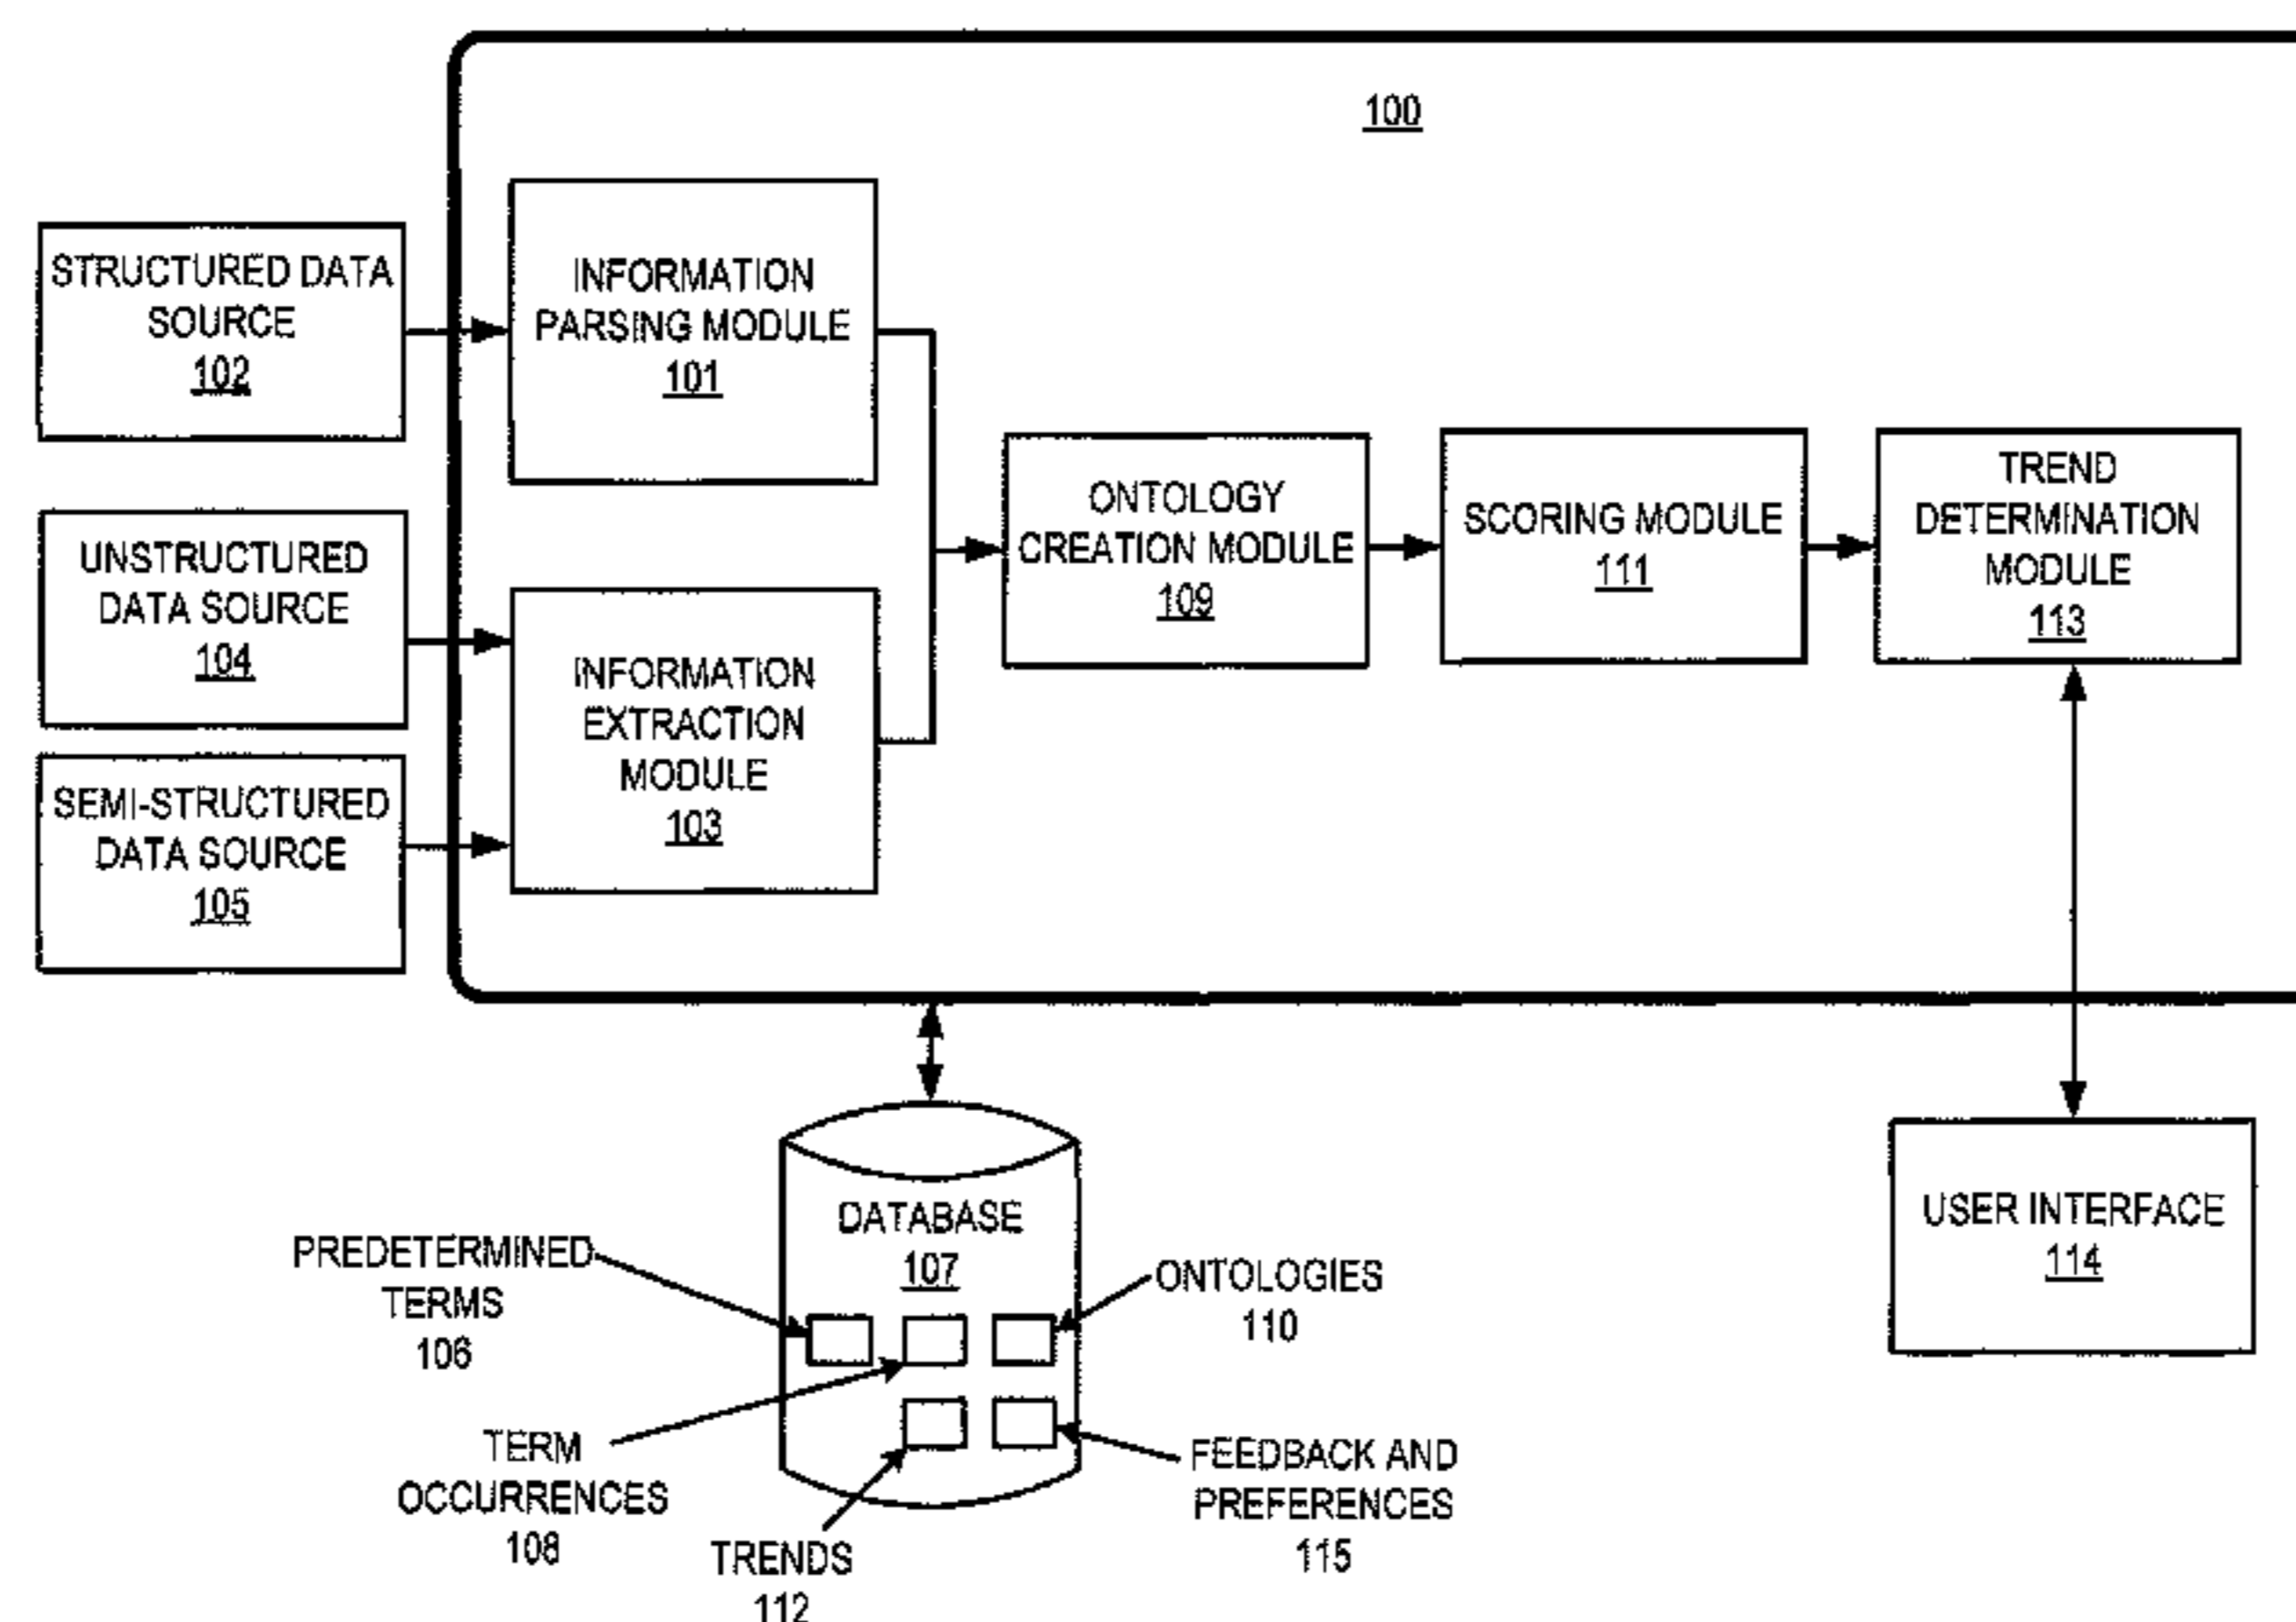 100
STRUCTURED DATA
SOURCE
102
INFORMATION
PARSING MODULE
101
UNSTRUCTURED
DATA SOURCE
104
SEMI-STRUCTURED
DATA SOURCE
105
INFORMATION
EXTRACTION
MODULE
103
ONTOLOGY
CREATION MODULE
109
SCORING MODULE
111
TREND
DETERMINATION
MODULE
113
DATABASE
107
PREDETERMINED
TERMS
106
ONTOLOGIES
110
TERM
OCCURRENCES
108
TRENDS
112
FEEDBACK AND
PREFERENCES
115
USER INTERFACE
114